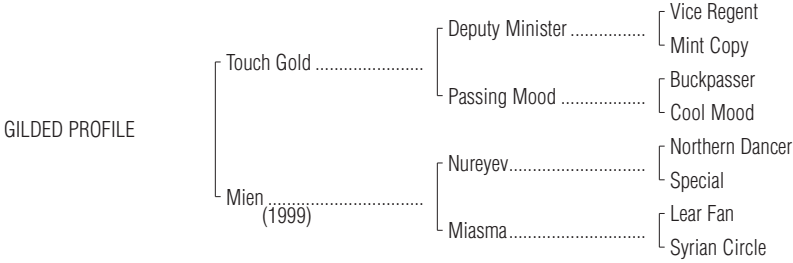 Vice Regent
Deputy Minister ................
Mint Copy
Touch Gold .......................
Buckpasser
Passing Mood ..................
Cool Mood
GILDED PROFILE
Northern Dancer
Nureyev.............................
Special
Mien .................................
(1999)
Lear Fan
Miasma.............................
Syrian Circle